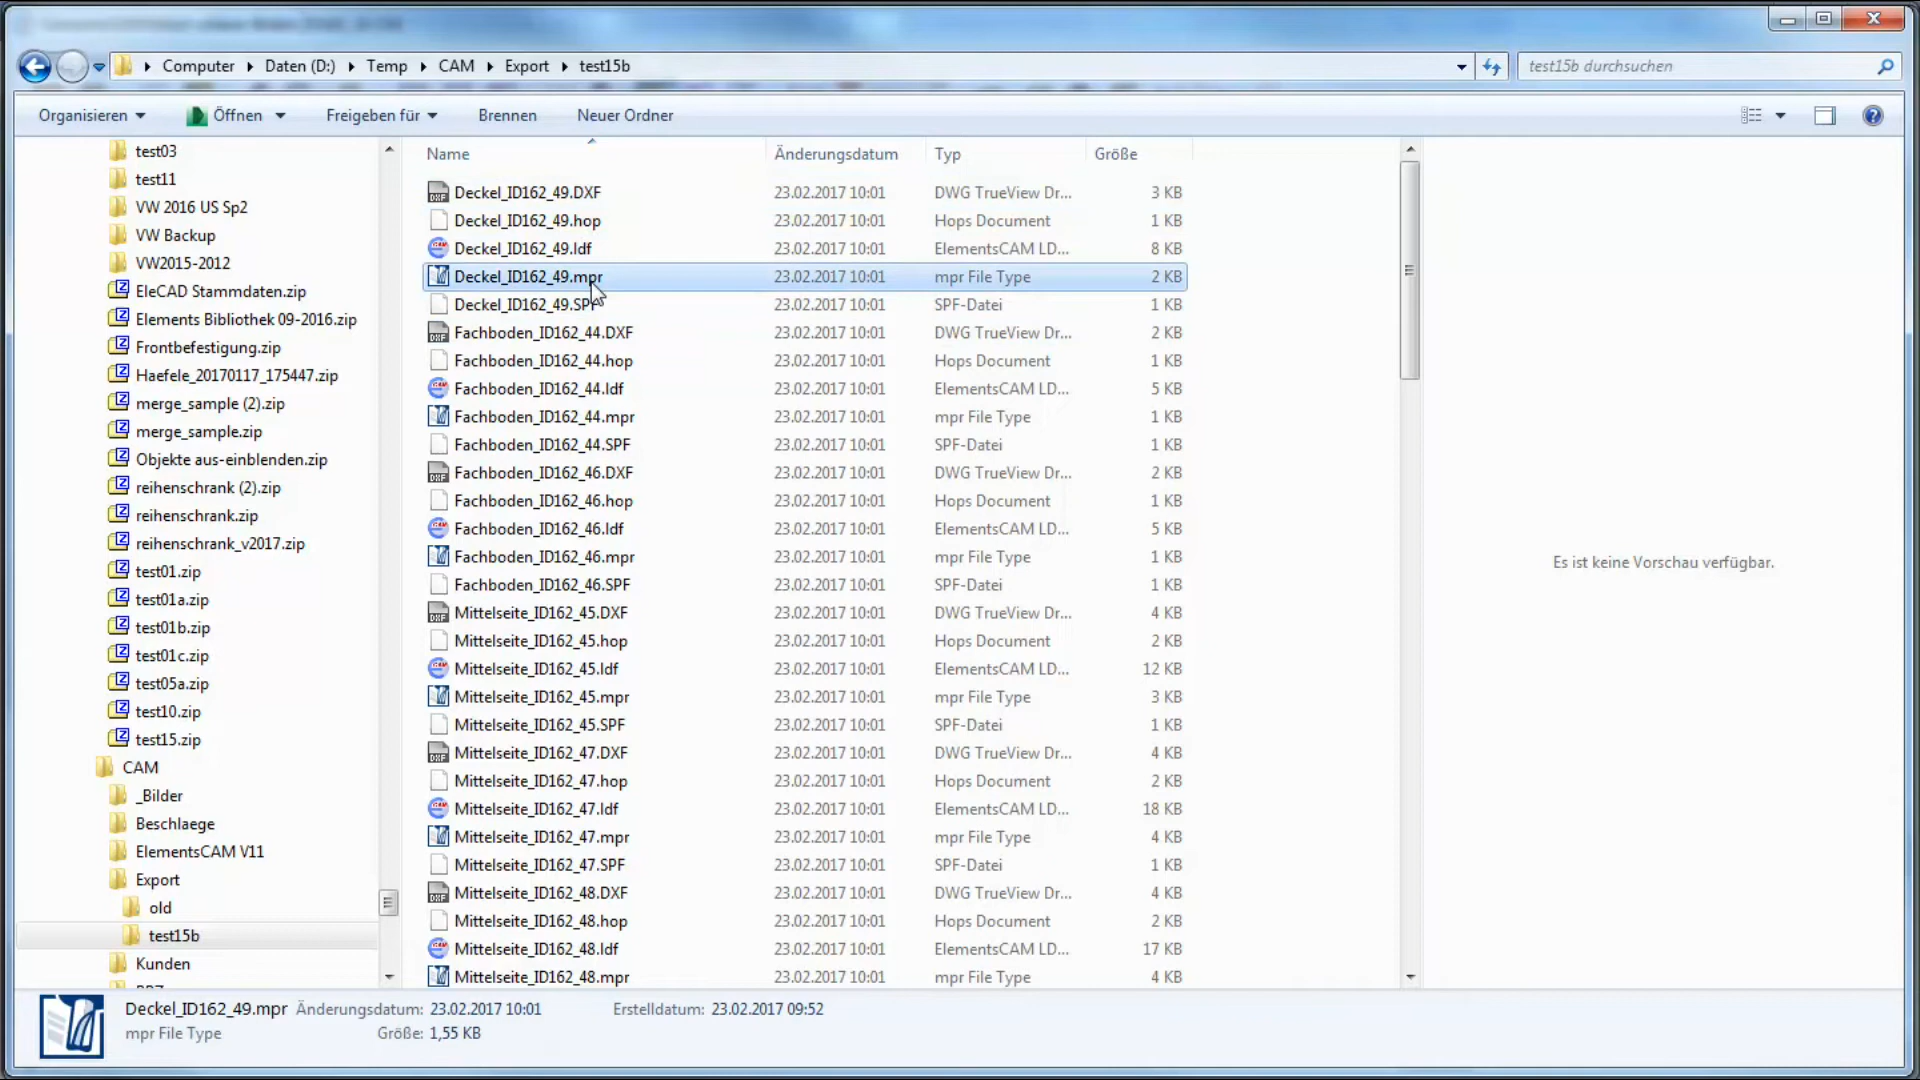 Computer Daten (D:) Temp CAM Export test15b
test15b durchsuchen
Organisieren Öffnen Freigeben für Brennen Neuer Ordner
test03
test11
VW 2016 US Sp2
VW Backup
VW2015-2012
EleCAD Stammdaten.zip
Elements Bibliothek 09-2016.zip
Frontbefestigung.zip
Haefele_20170117_175447.zip
merge_sample (2).zip
merge_sample.zip
Objekte aus-einblenden.zip
reihenschrank (2).zip
reihenschrank.zip
reihenschrank_v2017.zip
test01.zip
test01a.zip
test01b.zip
test01c.zip
test05a.zip
test10.zip
test15.zip
CAM
_Bilder
Beschlaege
ElementsCAM V11
Export
old
test15b
Kunden
Name Änderungsdatum Typ Größe
Deckel_ID162_49.DXF 23.02.2017 10:01 DWG TrueView Dr... 3 KB
Deckel_ID162_49.hop 23.02.2017 10:01 Hops Document 1 KB
Deckel_ID162_49.ldf 23.02.2017 10:01 ElementsCAM LD... 8 KB
Deckel_ID162_49.mpr 23.02.2017 10:01 mpr File Type 2 KB
Deckel_ID162_49.SPF 23.02.2017 10:01 SPF-Datei 1 KB
Fachboden_ID162_44.DXF 23.02.2017 10:01 DWG TrueView Dr... 2 KB
Fachboden_ID162_44.hop 23.02.2017 10:01 Hops Document 1 KB
Fachboden_ID162_44.ldf 23.02.2017 10:01 ElementsCAM LD... 5 KB
Fachboden_ID162_44.mpr 23.02.2017 10:01 mpr File Type 1 KB
Fachboden_ID162_44.SPF 23.02.2017 10:01 SPF-Datei 1 KB
Fachboden_ID162_46.DXF 23.02.2017 10:01 DWG TrueView Dr... 2 KB
Fachboden_ID162_46.hop 23.02.2017 10:01 Hops Document 1 KB
Fachboden_ID162_46.ldf 23.02.2017 10:01 ElementsCAM LD... 5 KB
Fachboden_ID162_46.mpr 23.02.2017 10:01 mpr File Type 1 KB
Fachboden_ID162_46.SPF 23.02.2017 10:01 SPF-Datei 1 KB
Mittelseite_ID162_45.DXF 23.02.2017 10:01 DWG TrueView Dr... 4 KB
Mittelseite_ID162_45.hop 23.02.2017 10:01 Hops Document 2 KB
Mittelseite_ID162_45.ldf 23.02.2017 10:01 ElementsCAM LD... 12 KB
Mittelseite_ID162_45.mpr 23.02.2017 10:01 mpr File Type 3 KB
Mittelseite_ID162_45.SPF 23.02.2017 10:01 SPF-Datei 1 KB
Mittelseite_ID162_47.DXF 23.02.2017 10:01 DWG TrueView Dr... 4 KB
Mittelseite_ID162_47.hop 23.02.2017 10:01 Hops Document 2 KB
Mittelseite_ID162_47.ldf 23.02.2017 10:01 ElementsCAM LD... 18 KB
Mittelseite_ID162_47.mpr 23.02.2017 10:01 mpr File Type 4 KB
Mittelseite_ID162_47.SPF 23.02.2017 10:01 SPF-Datei 1 KB
Mittelseite_ID162_48.DXF 23.02.2017 10:01 DWG TrueView Dr... 4 KB
Mittelseite_ID162_48.hop 23.02.2017 10:01 Hops Document 2 KB
Mittelseite_ID162_48.ldf 23.02.2017 10:01 ElementsCAM LD... 17 KB
Mittelseite_ID162_48.mpr 23.02.2017 10:01 mpr File Type 4 KB
Es ist keine Vorschau verfügbar.
Deckel_ID162_49.mpr Änderungsdatum: 23.02.2017 10:01 Erstelldatum: 23.02.2017 09:52
mpr File Type Größe: 1,55 KB